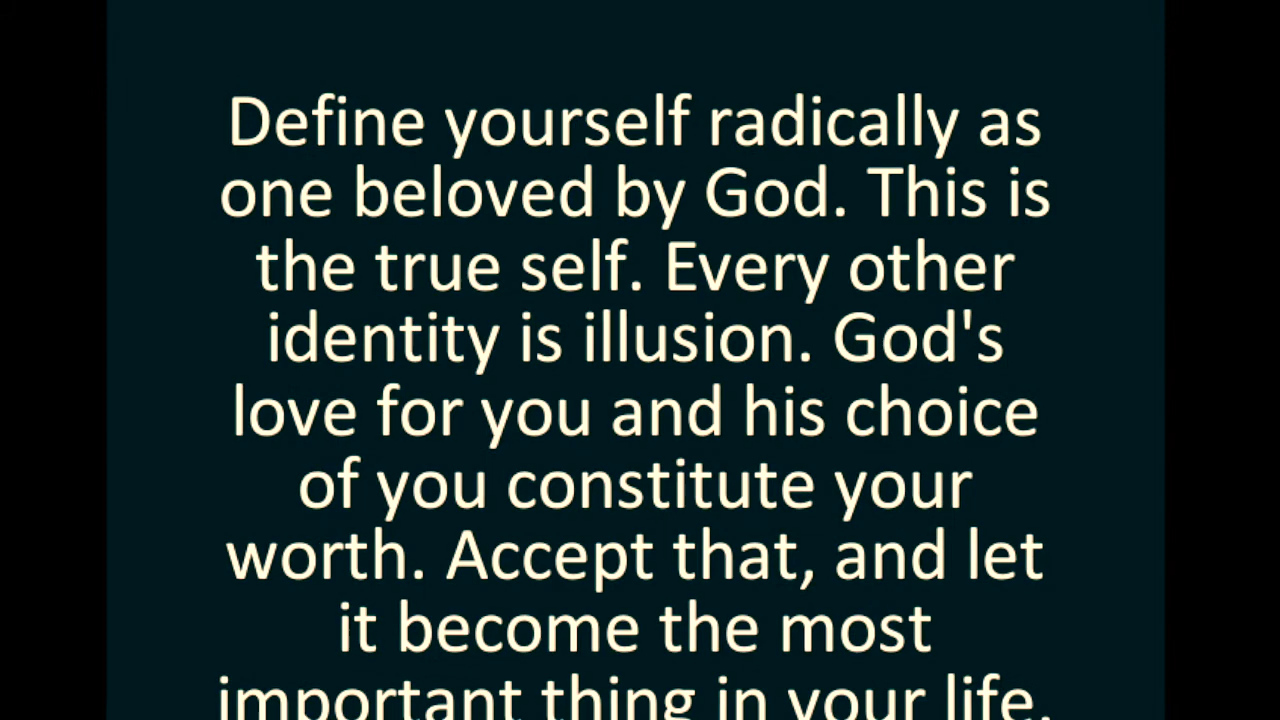 Define yourself radically as
one beloved by God. This is
the true self. Every other
identity is illusion. God's
love for you and his choice
of you constitute your
worth. Accept that, and let
it become the most
important thing in your life.